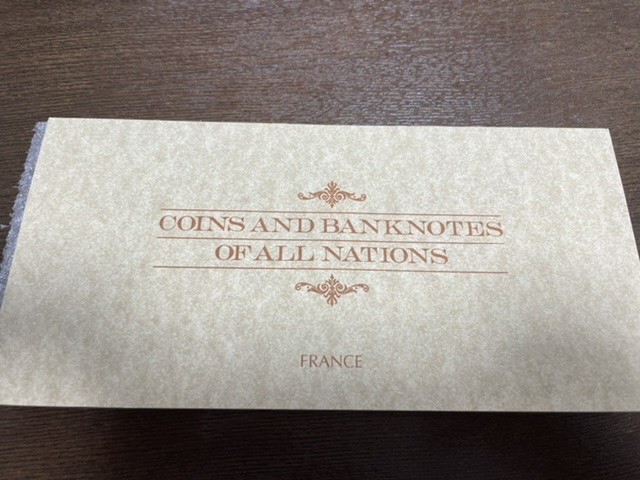 COINS AND BANKNOTES
OF ALL NATIONS
FRANCE